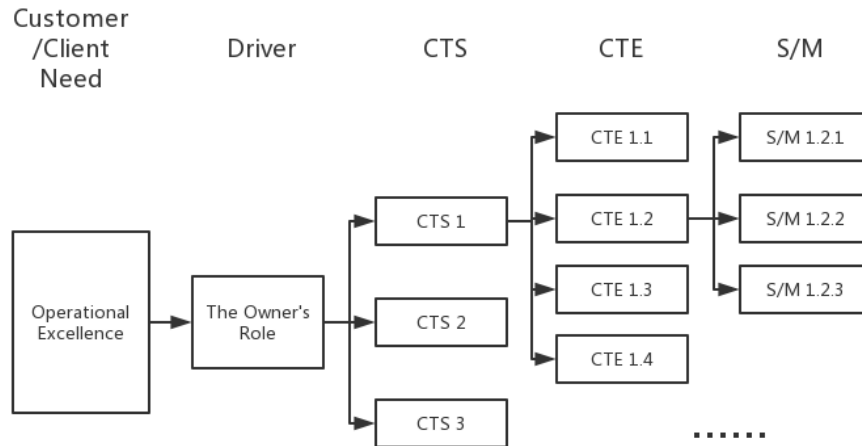 Customer
/Client
Need
Driver
CTS
CTE
S/M
Operational
Excellence
The Owner's
Role
CTS 1
CTS 2
CTS 3
CTE 1.1
CTE 1.2
CTE 1.3
CTE 1.4
S/M 1.2.1
S/M 1.2.2
S/M 1.2.3
......